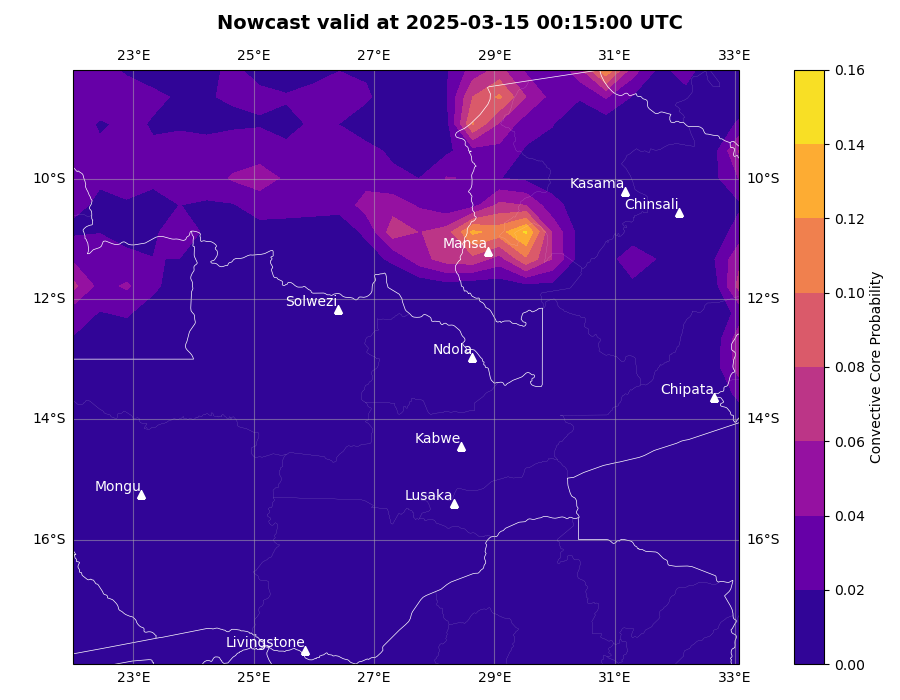 Nowcast valid at 2025-03-15 00:15:00 UTC
23°E 25°E 27°E 29°E 31°E 33°E
0.16
0.14
10°S Kasama 10°S
Chinsali
0.12
Mansa
0.10
12°S Solwezi 12°S
Ndola
0.08
Chipata
Convective Core Probability
14°S 14°S
Kabwe
0.06
Mongu Lusaka
0.04
16°S 16°S
0.02
Livingstone
0.00
23°E 25°E 27°E 29°E 31°E 33°E